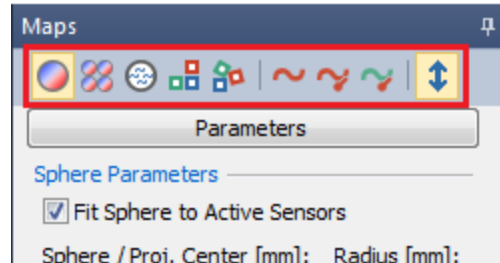 Maps
Parameters
Sphere Parameters
Fit Sphere to Active Sensors
Sphere / Proj. Center [mm]: Radius [mm]: